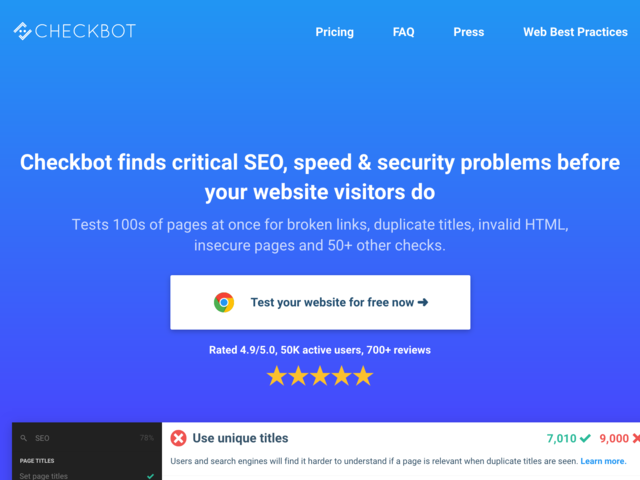 CHECKBOT
Pricing
FAQ
Press
Web Best Practices
Checkbot finds critical SEO, speed & security problems before
your website visitors do
Tests 100s of pages at once for broken links, duplicate titles, invalid HTML,
insecure pages and 50+ other checks.
Test your website for free now ➜
Rated 4.9/5.0, 50K active users, 700+ reviews
SEO
78%
PAGE TITLES
Set page titles
Use unique titles
7,010
9,000
Users and search engines will find it harder to understand if a page is relevant when duplicate titles are seen. Learn more.